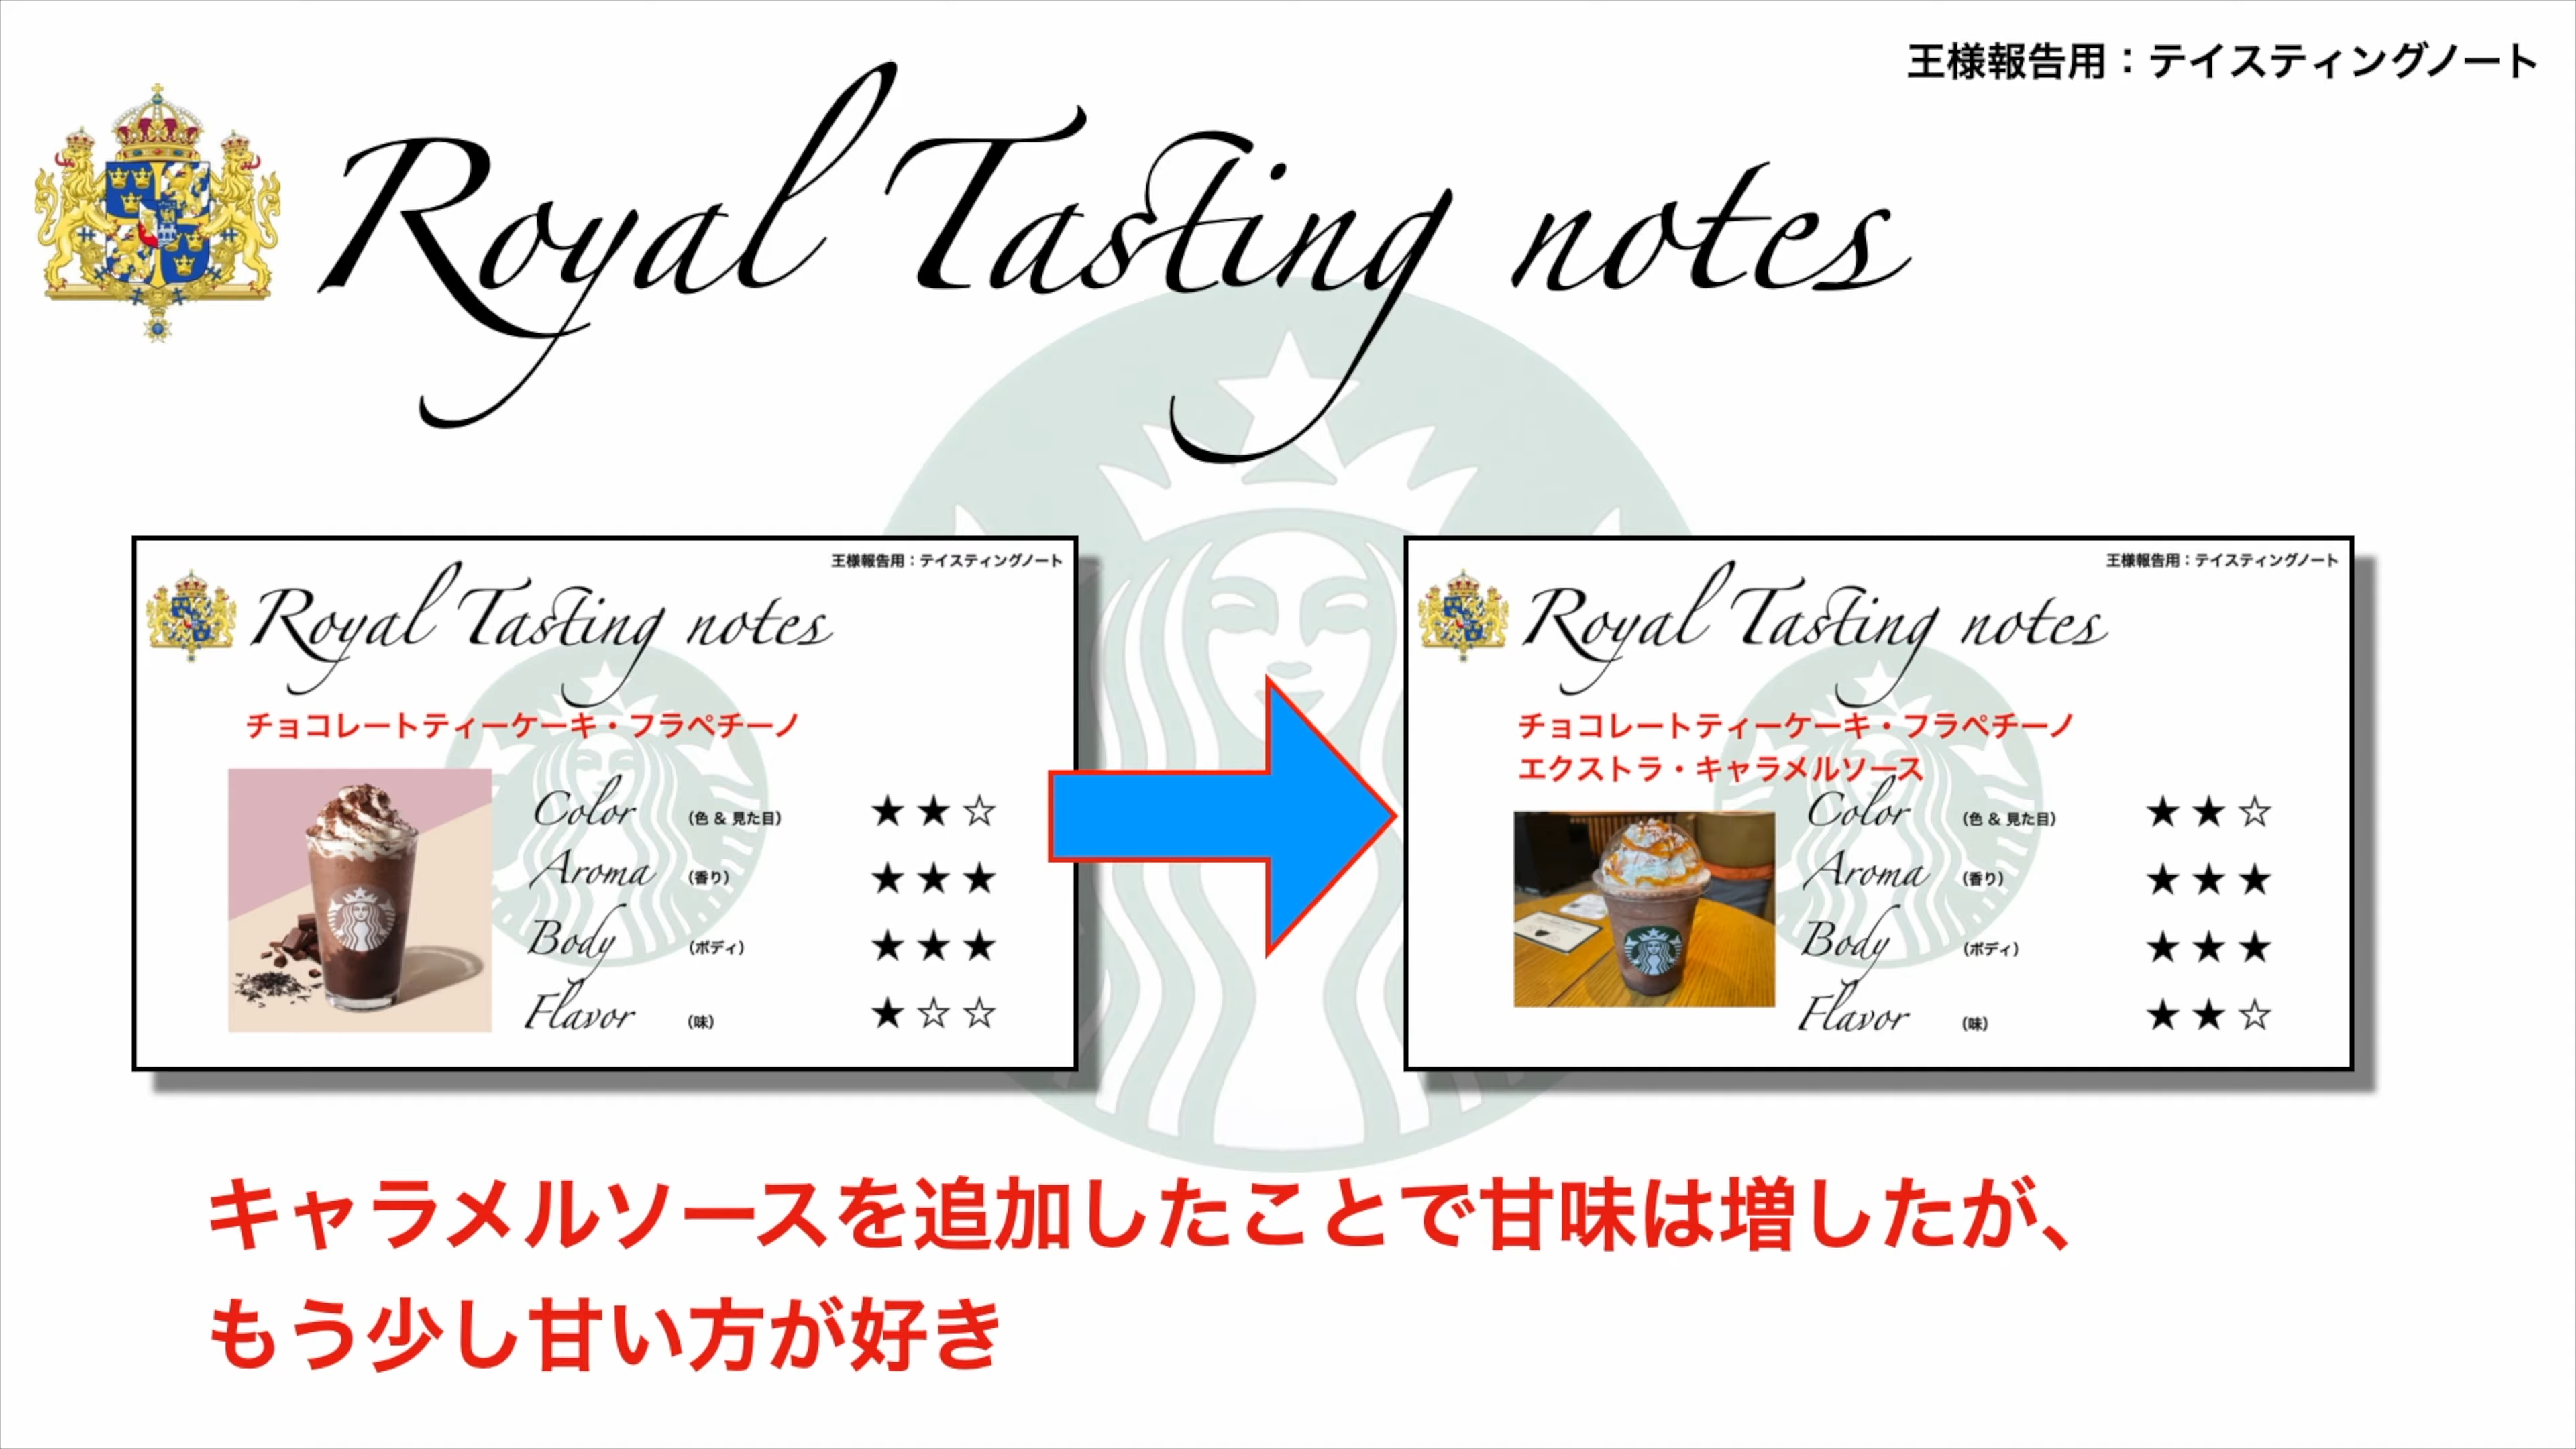 王様報告用：テイスティングノート
Royal Tasting notes
王様報告用：テイスティングノート
Royal Tasting notes
チョコレートティーケーキ・フラペチーノ
Color （色 & 見た目） ★★☆
Aroma （香り） ★★★
Body （ボディ） ★★★
Flavor （味） ★☆☆
王様報告用：テイスティングノート
Royal Tasting notes
チョコレートティーケーキ・フラペチーノ
エクストラ・キャラメルソース
Color （色 & 見た目） ★★☆
Aroma （香り） ★★★
Body （ボディ） ★★★
Flavor （味） ★★☆
キャラメルソースを追加したことで甘味は増したが、
もう少し甘い方が好き